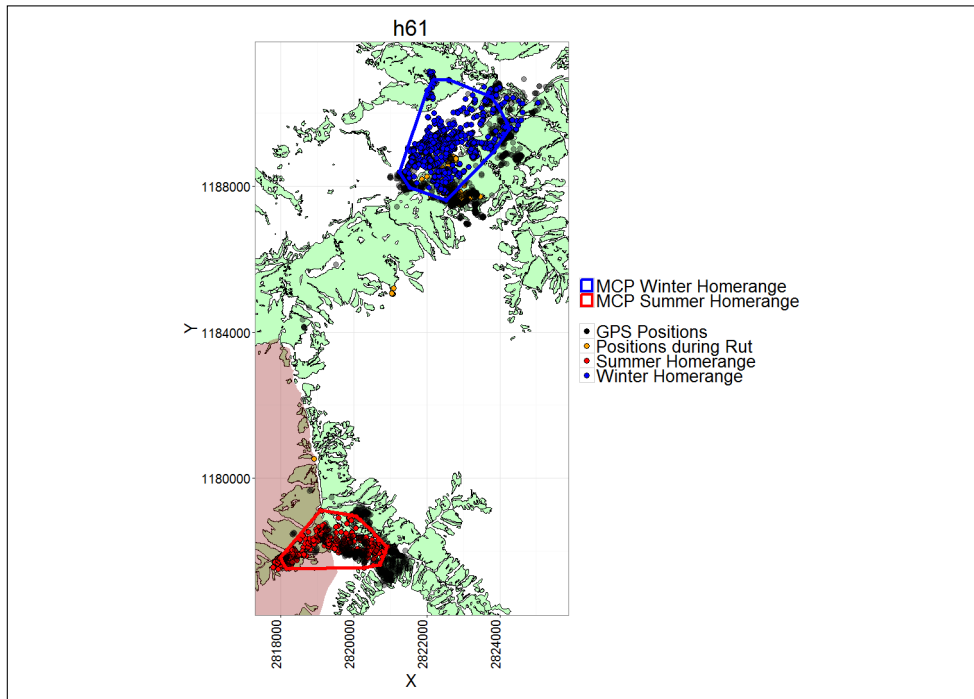 h61
1188000
1184000
1180000
Y
2818000
2820000
2822000
2824000
X
MCP Winter Homerange
MCP Summer Homerange
GPS Positions
Positions during Rut
Summer Homerange
Winter Homerange